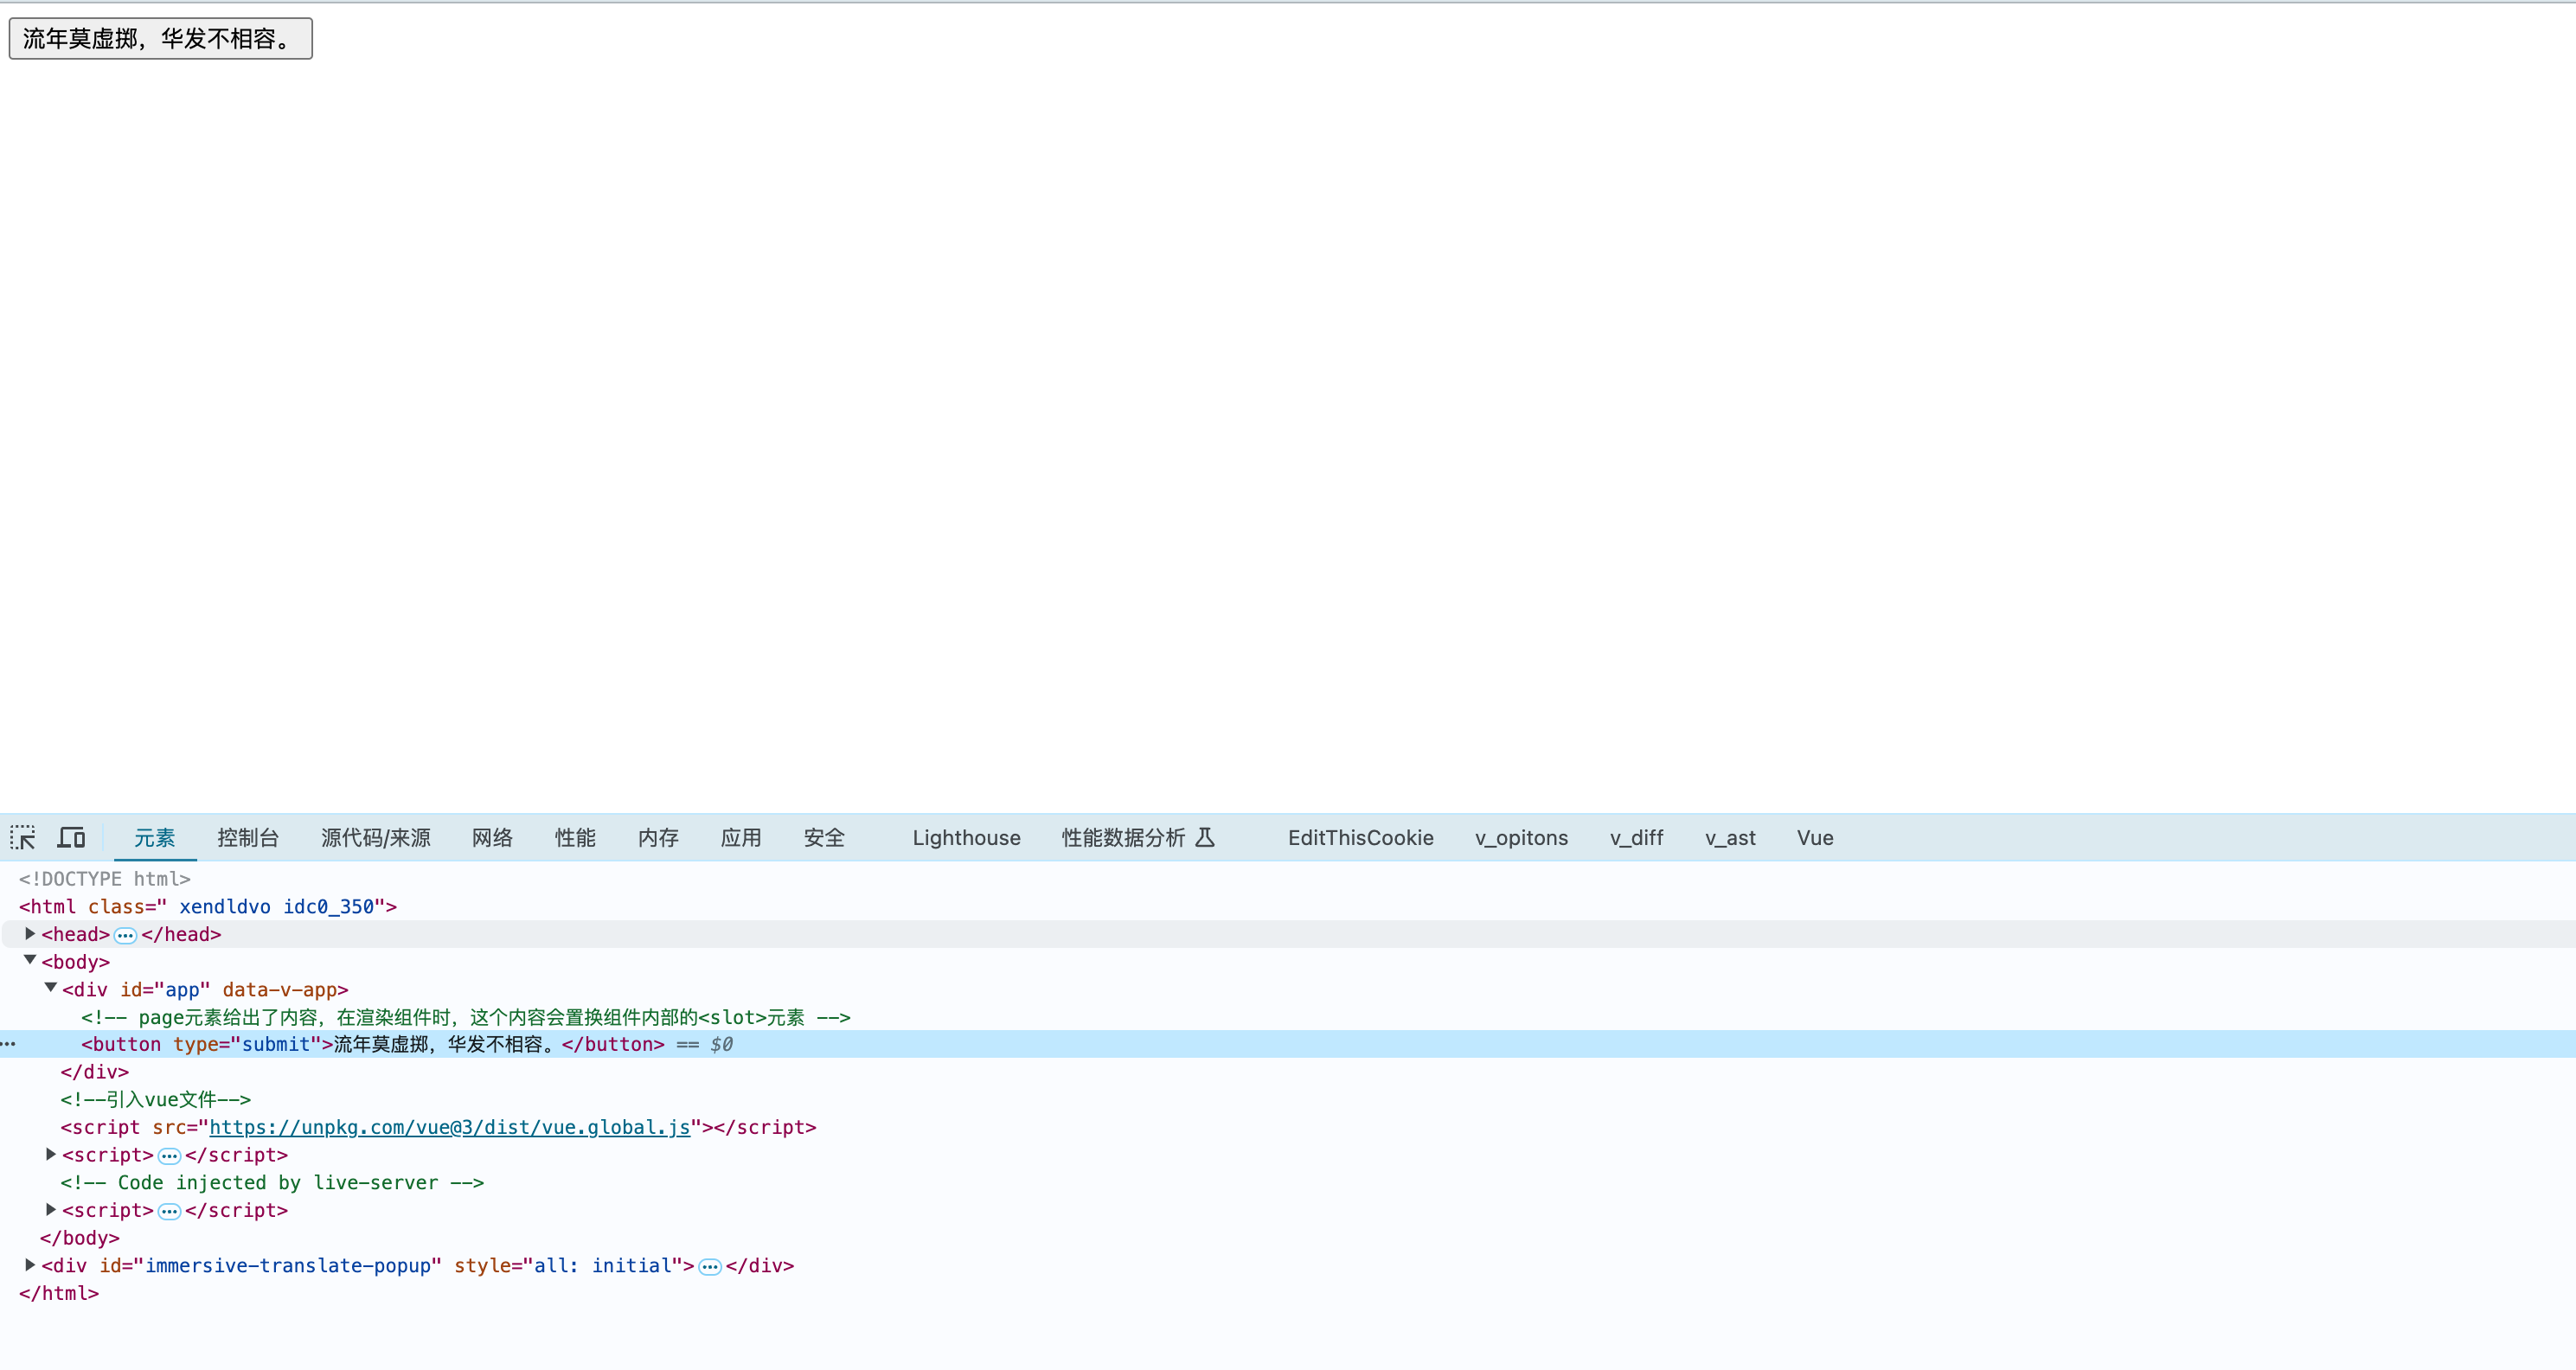 流年莫虚掷，华发不相容。
元素 控制台 源代码/来源 网络 性能 内存 应用 安全 Lighthouse 性能数据分析 EditThisCookie v_opitons v_diff v_ast Vue
<!DOCTYPE html>
<html class=" xendldvo idc0_350">
<head>…</head>
<body>
<div id="app" data-v-app>
<!-- page元素给出了内容，在渲染组件时，这个内容会置换组件内部的<slot>元素 -->
<button type="submit">流年莫虚掷，华发不相容。</button> == $0
</div>
<!--引入vue文件-->
<script src="https://unpkg.com/vue@3/dist/vue.global.js"></script>
<script>…</script>
<!-- Code injected by live-server -->
<script>…</script>
</body>
<div id="immersive-translate-popup" style="all: initial">…</div>
</html>